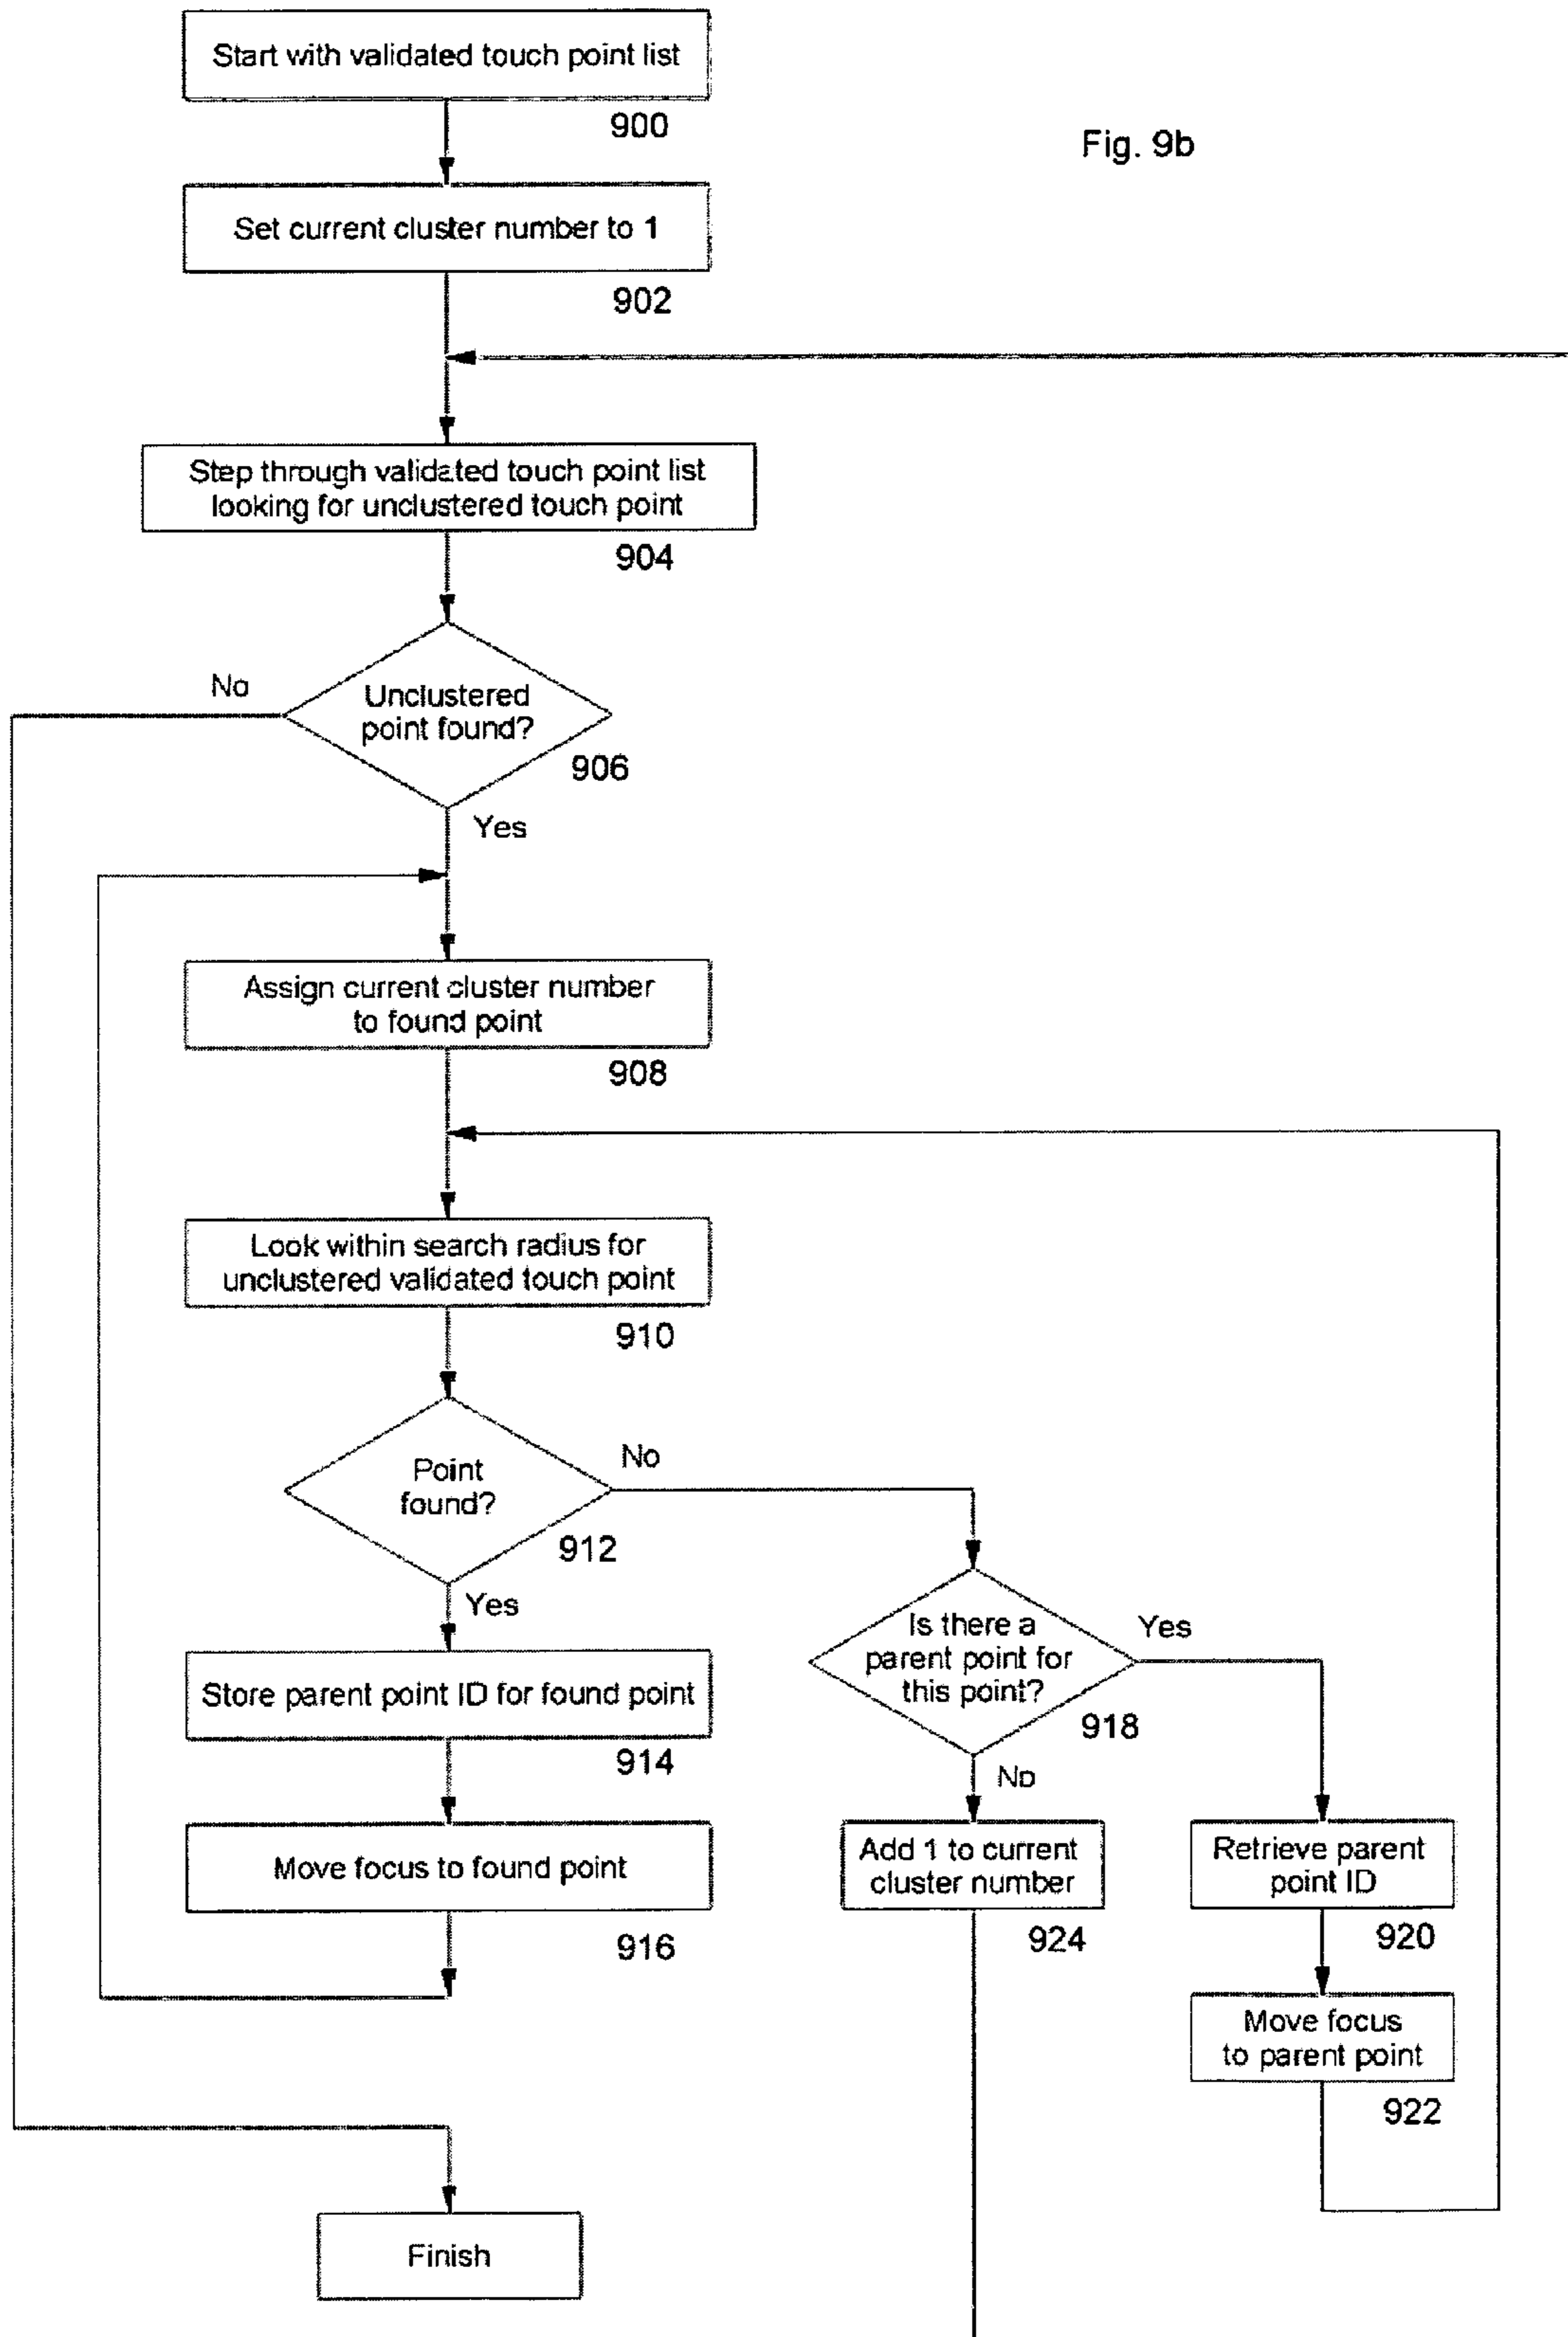 Start with validated touch point list
900
Fig. 9b
Set current cluster number to 1
902
Step through validated touch point list
looking for unclustered touch point
904
No
Unclustered
point found?
906
Yes
Assign current cluster number
to found point
908
Look within search radius for
unclustered validated touch point
910
Point
found?
No
912
Yes
Is there a
parent point for
this point?
Yes
918
No
Store parent point ID for found point
914
Move focus to found point
916
Add 1 to current
cluster number
924
Retrieve parent
point ID
920
Move focus
to parent point
922
Finish